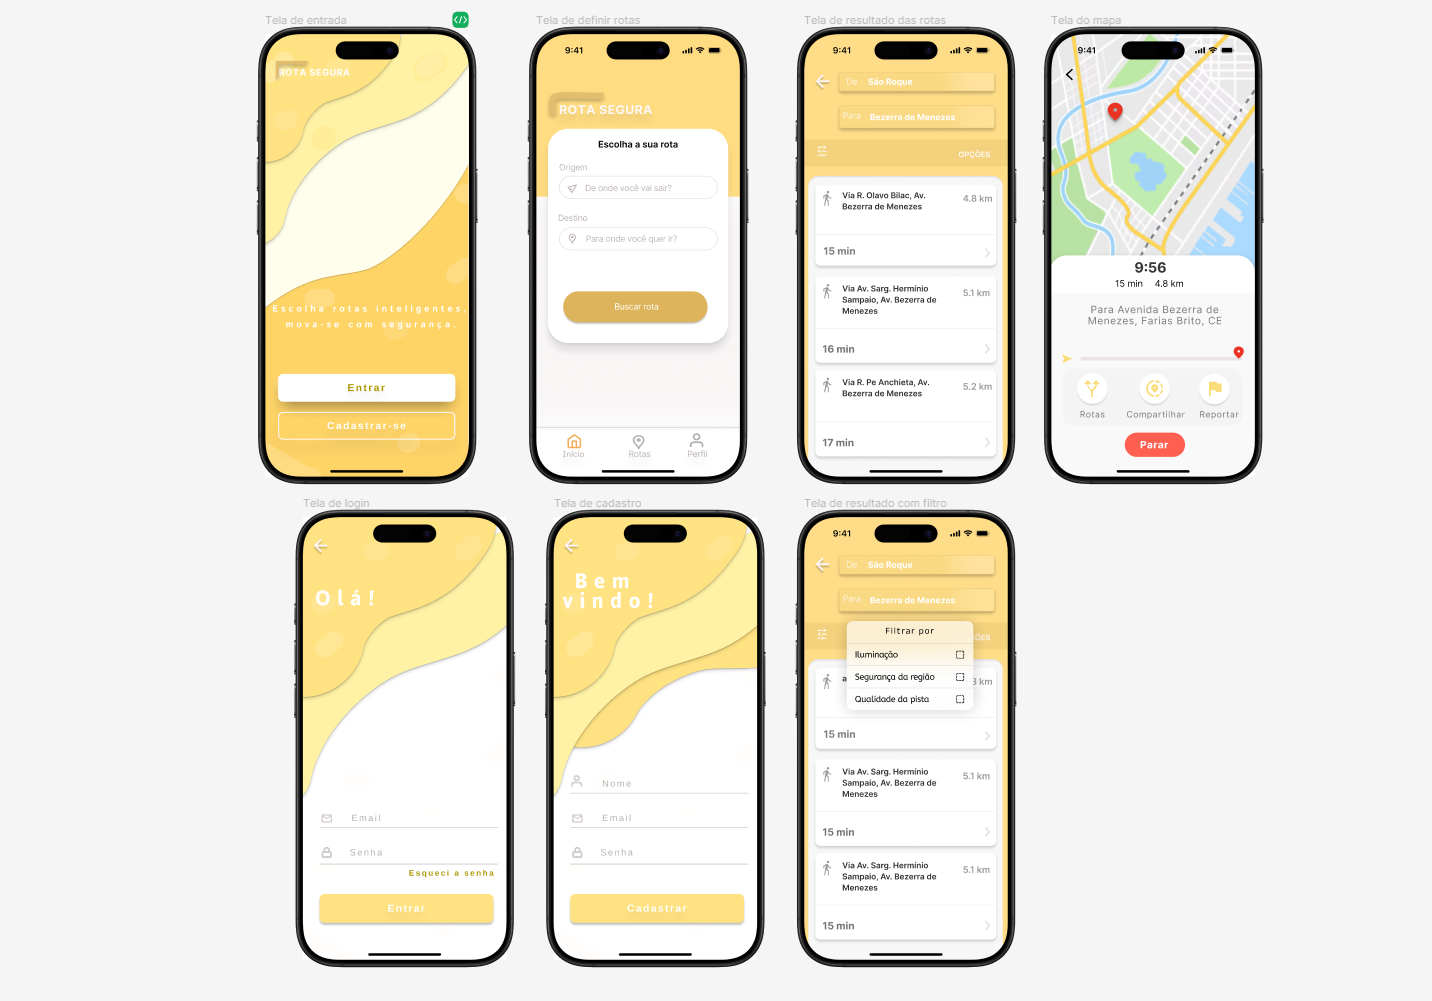 Tela de entrada
ROTA SEGURA
Escolha rotas inteligentes,
mova-se com segurança.
Entrar
Cadastrar-se
Tela de definir rotas
9:41
ROTA SEGURA
Escolha a sua rota
Origem
De onde você vai sair?
Destino
Para onde você quer ir?
Buscar rota
Início
Rotas
Perfil
Tela de resultado das rotas
9:41
De São Roque
Para Bezerra de Menezes
OPÇÕES
Via R. Olavo Bilac, Av.
Bezerra de Menezes
4.8 km
15 min
Via Av. Sarg. Hermínio
Sampaio, Av. Bezerra de
Menezes
5.1 km
16 min
Via R. Pe Anchieta, Av.
Bezerra de Menezes
5.2 km
17 min
Tela do mapa
9:41
9:56
15 min 4.8 km
Para Avenida Bezerra de
Menezes, Farias Brito, CE
Rotas
Compartilhar
Reportar
Parar
Tela de login
Olá!
Email
Senha
Esqueci a senha
Entrar
Tela de cadastro
Bem
vindo!
Nome
Email
Senha
Cadastrar
Tela de resultado com filtro
9:41
De São Roque
Para Bezerra de Menezes
ÕES
Filtrar por
Iluminação
Segurança da região
Qualidade da pista
km
15 min
Via Av. Sarg. Hermínio
Sampaio, Av. Bezerra de
Menezes
5.1 km
15 min
Via Av. Sarg. Hermínio
Sampaio, Av. Bezerra de
Menezes
5.1 km
15 min